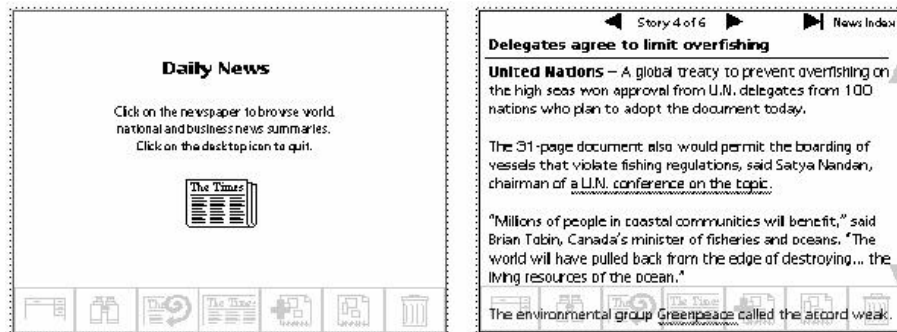 Daily News
Click on the newspaper to browse world,
national and business news summaries.
Click on the desktop icon to quit.
The Times
The Times
Story 4 of 6
News Index
Delegates agree to limit overfishing
United Nations – A global treaty to prevent overfishing on
the high seas won approval from U.N. delegates from 100
nations who plan to adopt the document today.
The 31-page document also would permit the boarding of
vessels that violate fishing regulations, said Satya Nandan,
chairman of a U.N. conference on the topic.
"Millions of people in coastal communities will benefit," said
Brian Tobin, Canada's minister of fisheries and oceans. "The
world will have pulled back from the edge of destroying... the
living resources of the ocean."
The environmental group Greenpeace called the accord weak.
The Times